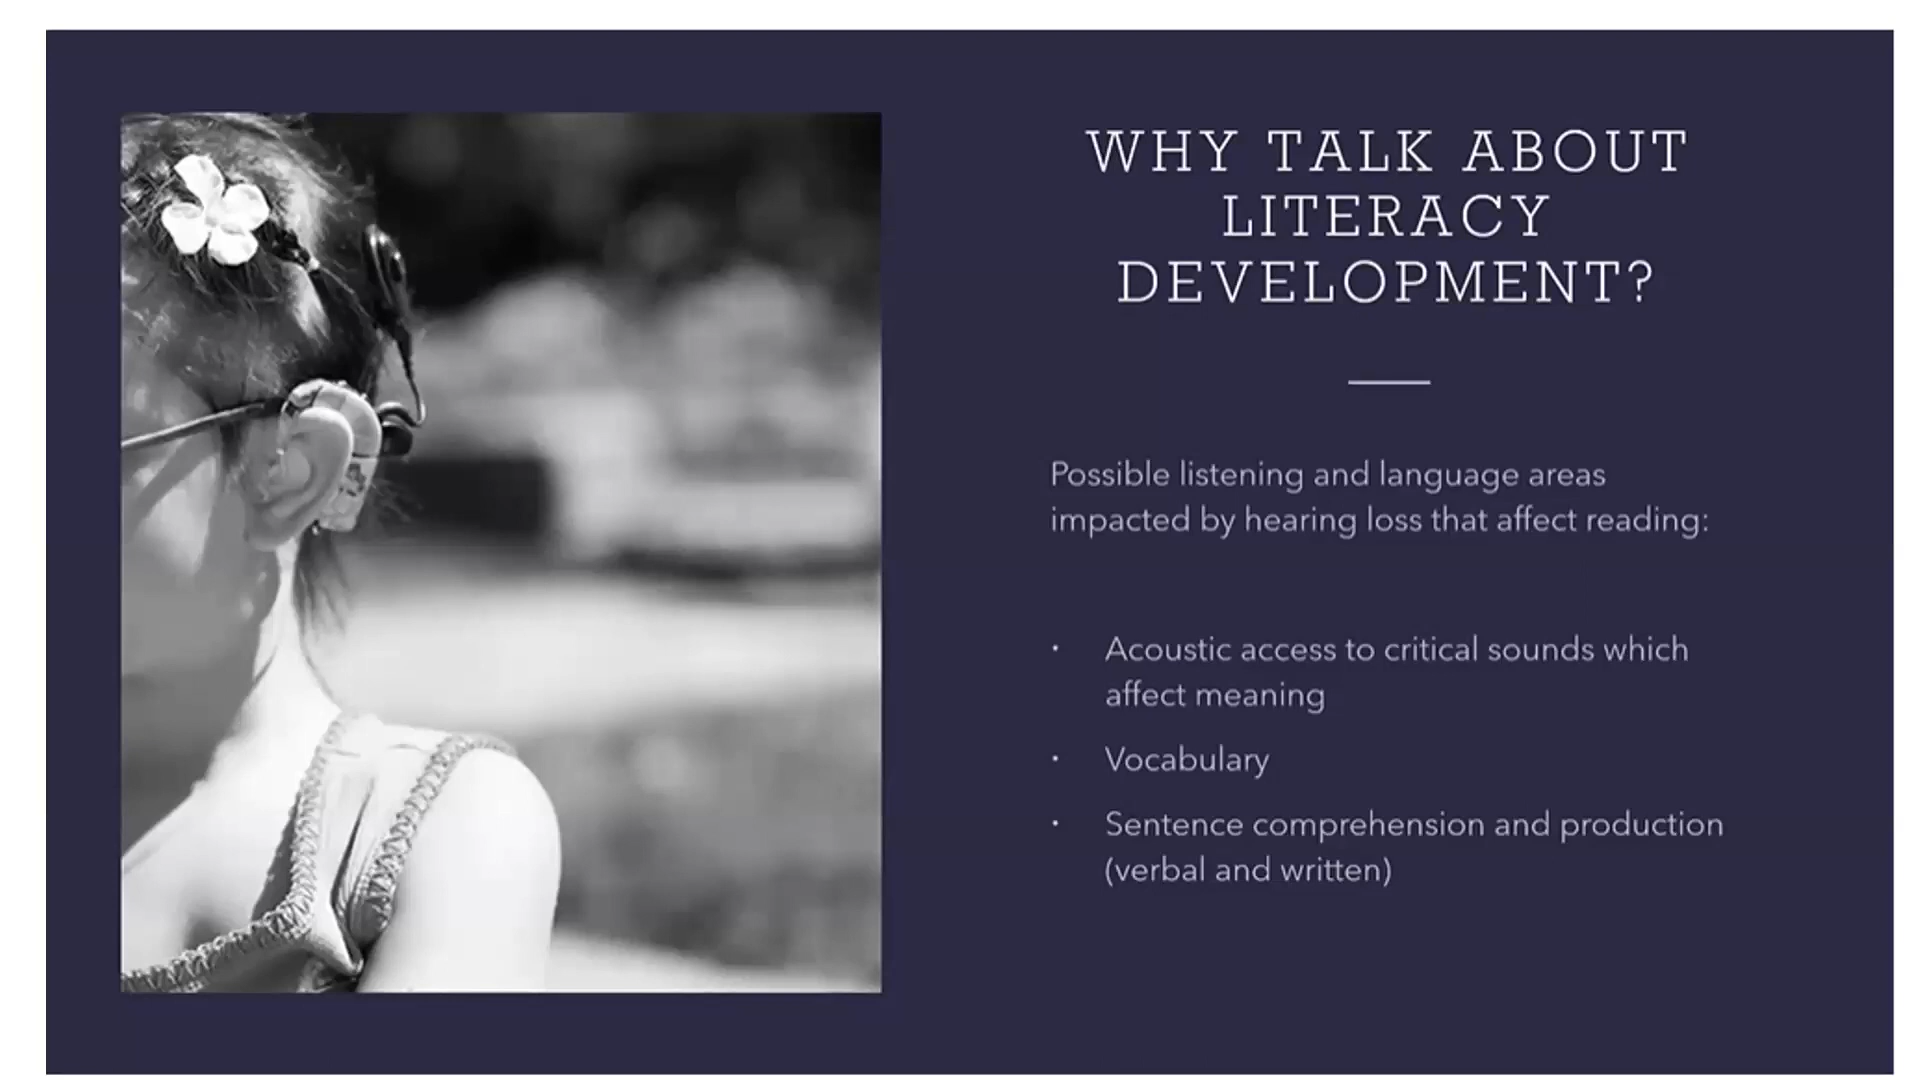 WHY TALK ABOUT
LITERACY
DEVELOPMENT?
Possible listening and language areas
impacted by hearing loss that affect reading:
· Acoustic access to critical sounds which
affect meaning
· Vocabulary
· Sentence comprehension and production
(verbal and written)